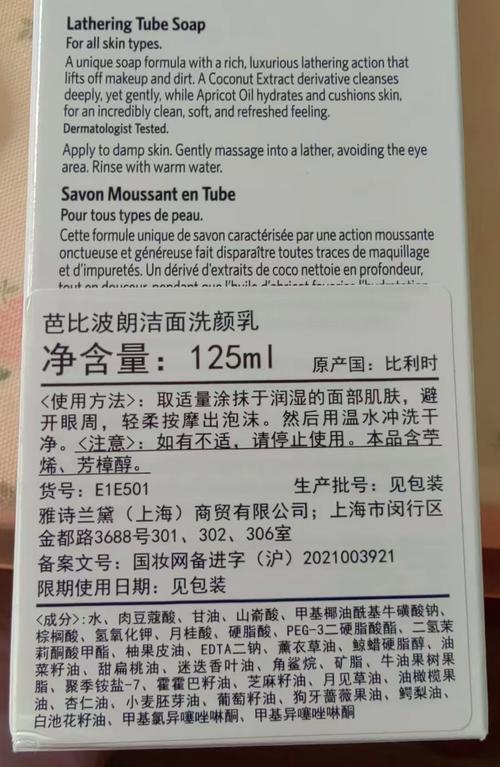 Lathering Tube Soap
For all skin types.
A unique soap formula with a rich, luxurious lathering action that
lifts off makeup and dirt. A Coconut Extract derivative cleanses
deeply, yet gently, while Apricot Oil hydrates and cushions skin,
for an incredibly clean, soft, and refreshed feeling.
Dermatologist Tested.
Apply to damp skin. Gently massage into a lather, avoiding the eye
area. Rinse with warm water.
Savon Moussant en Tube
Pour tous types de peau.
Cette formule unique de savon caractérisée par une action moussante
onctueuse et généreuse fait disparaître toutes traces de maquillage
et d'impuretés. Un dérivé d'extraits de coco nettoie en profondeur,
tout en douceur, pendant que l'huile d'abricot favorise l'hydratation
芭比波朗洁面洗颜乳
净含量：125ml 原产国：比利时
<使用方法>：取适量涂抹于润湿的面部肌肤，避
开眼周，轻柔按摩出泡沫。然后用温水冲洗干
净。<注意>：如有不适，请停止使用。本品含苧
烯、芳樟醇。
货号：E1E501 生产批号：见包装
雅诗兰黛（上海）商贸有限公司；上海市闵行区
金都路3688号301、302、306室
备案文号：国妆网备进字（沪）2021003921
限期使用日期：见包装
<成分>:水、肉豆蔻酸、甘油、山嵛酸、甲基椰油酰基牛磺酸钠、
棕榈酸、氢氧化钾、月桂酸、硬脂酸、PEG-3二硬脂酸酯、二氢茉
莉酮酸甲酯、柚果皮油、EDTA二钠、薰衣草油、鲸蜡硬脂醇、油
菜籽油、甜扁桃油、迷迭香叶油、角鲨烷、矿脂、牛油果树果
脂、聚季铵盐-7、霍霍巴籽油、芝麻籽油、月见草油、油橄榄果
油、杏仁油、小麦胚芽油、葡萄籽油、狗牙蔷薇果油、鳄梨油、
白池花籽油、甲基氯异噻唑啉酮、甲基异噻唑啉酮